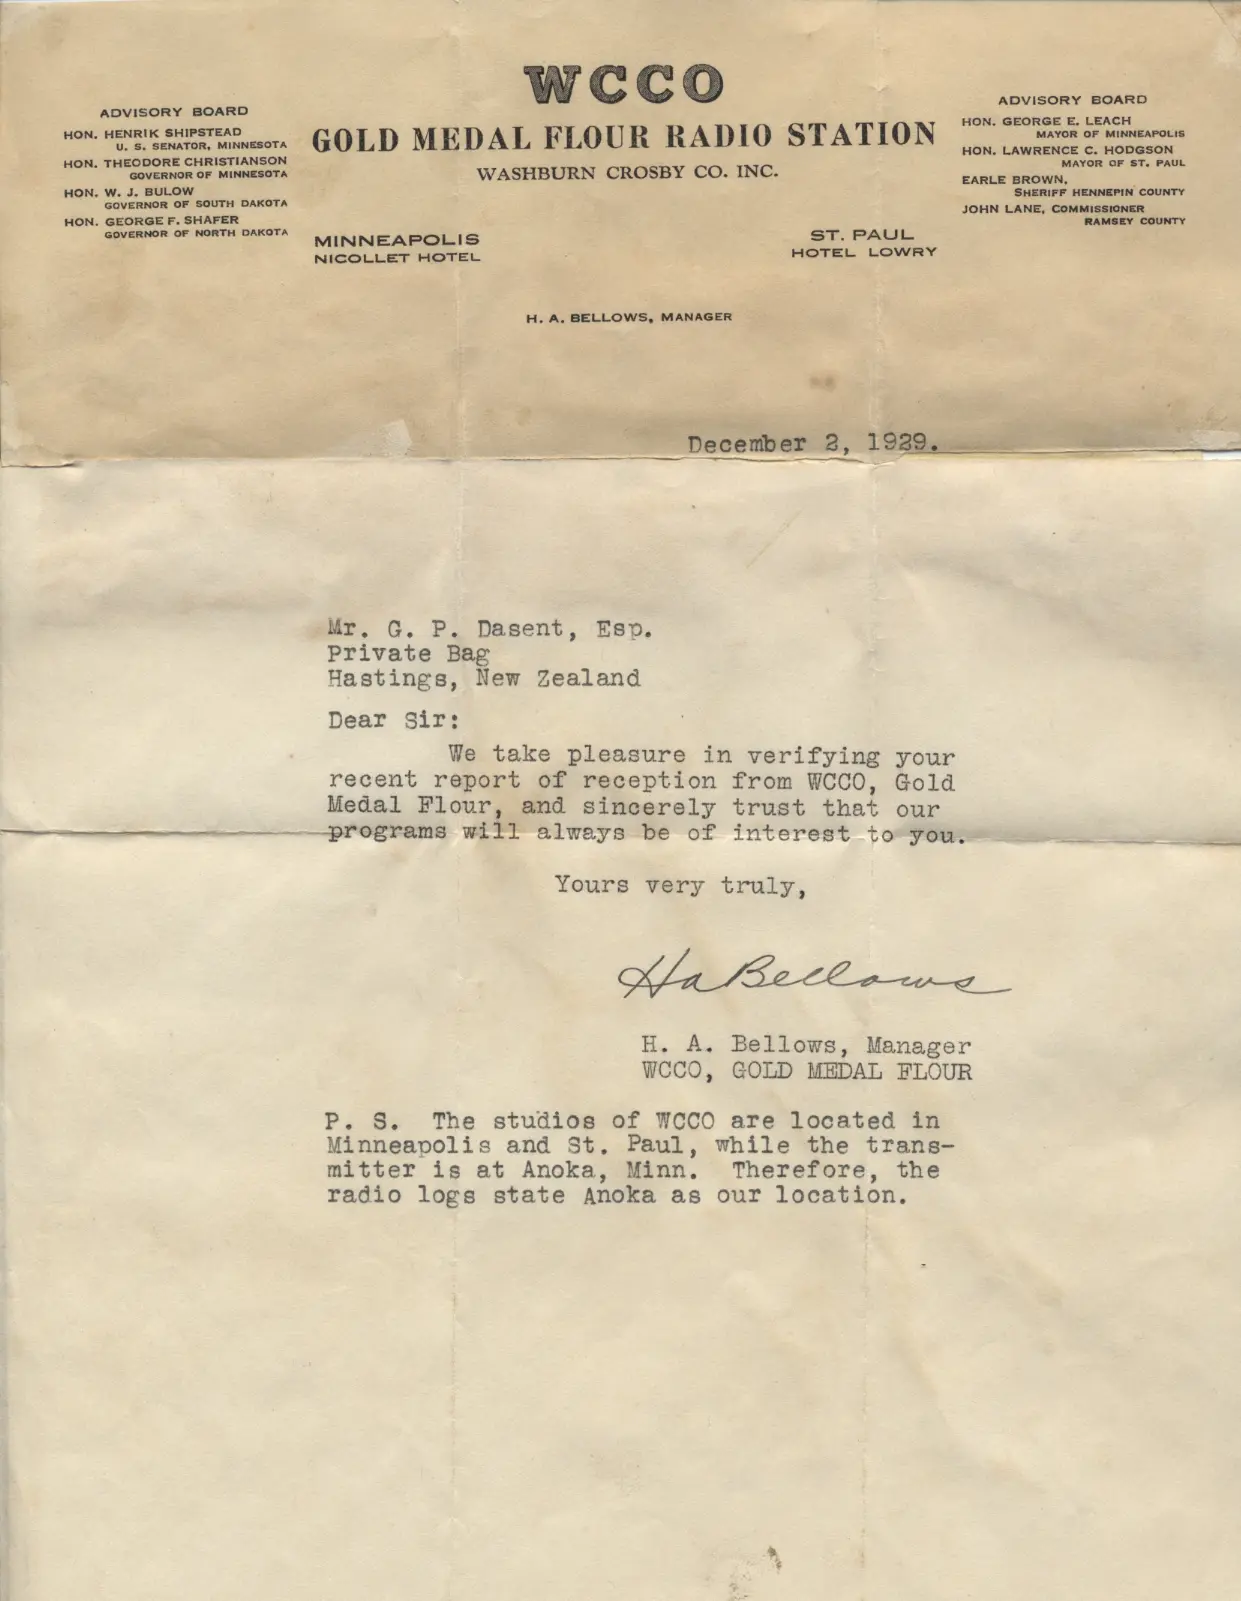 WCCO
GOLD MEDAL FLOUR RADIO STATION
WASHBURN CROSBY CO. INC.
ADVISORY BOARD
HON. HENRIK SHIPSTEAD
U. S. SENATOR, MINNESOTA
HON. THEODORE CHRISTIANSON
GOVERNOR OF MINNESOTA
HON. W. J. BULOW
GOVERNOR OF SOUTH DAKOTA
HON. GEORGE F. SHAFER
GOVERNOR OF NORTH DAKOTA
ADVISORY BOARD
HON. GEORGE E. LEACH
MAYOR OF MINNEAPOLIS
HON. LAWRENCE C. HODGSON
MAYOR OF ST. PAUL
EARLE BROWN,
SHERIFF HENNEPIN COUNTY
JOHN LANE, COMMISSIONER
RAMSEY COUNTY
MINNEAPOLIS
NICOLLET HOTEL
ST. PAUL
HOTEL LOWRY
H. A. BELLOWS, MANAGER
December 2, 1929.
Mr. G. P. Dasent, Esp.
Private Bag
Hastings, New Zealand
Dear Sir:
We take pleasure in verifying your
recent report of reception from WCCO, Gold
Medal Flour, and sincerely trust that our
programs will always be of interest to you.
Yours very truly,
Ha Bellows
H. A. Bellows, Manager
WCCO, GOLD MEDAL FLOUR
P. S. The studios of WCCO are located in
Minneapolis and St. Paul, while the trans-
mitter is at Anoka, Minn. Therefore, the
radio logs state Anoka as our location.